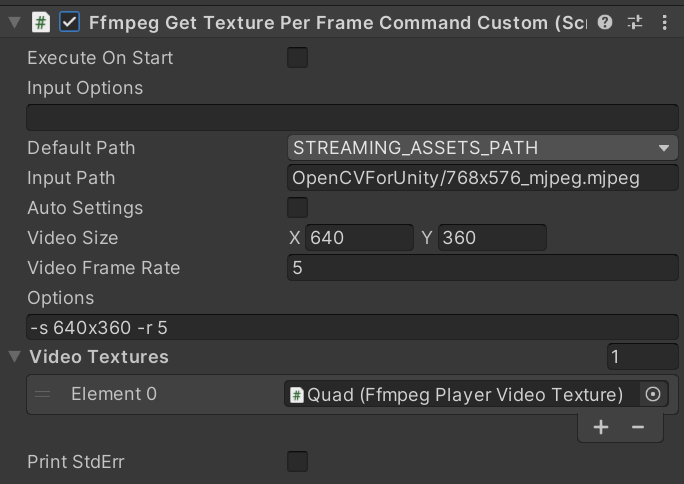 Ffmpeg Get Texture Per Frame Command Custom (Scr
Execute On Start
Input Options
Default Path STREAMING_ASSETS_PATH
Input Path OpenCVForUnity/768x576_mjpeg.mjpeg
Auto Settings
Video Size X 640 Y 360
Video Frame Rate 5
Options
-s 640x360 -r 5
Video Textures 1
Element 0 # Quad (Ffmpeg Player Video Texture)
Print StdErr